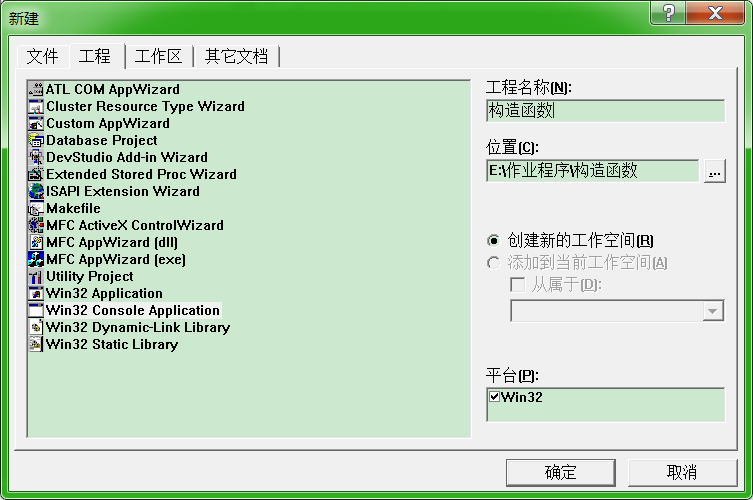 新建
文件 工程 工作区 其它文档
ATL COM AppWizard
Cluster Resource Type Wizard
Custom AppWizard
Database Project
DevStudio Add-in Wizard
Extended Stored Proc Wizard
ISAPI Extension Wizard
Makefile
MFC ActiveX ControlWizard
MFC AppWizard (dll)
MFC AppWizard (exe)
Utility Project
Win32 Application
Win32 Console Application
Win32 Dynamic-Link Library
Win32 Static Library
工程名称(N):
构造函数
位置(C):
E:\作业程序\构造函数
...
创建新的工作空间(R)
添加到当前工作空间(A)
从属于(D):
平台(P):
Win32
确定 取消